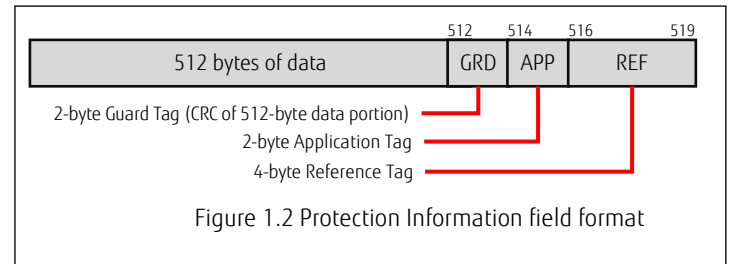 512 514 516 519
512 bytes of data GRD APP REF
2-byte Guard Tag (CRC of 512-byte data portion)
2-byte Application Tag
4-byte Reference Tag
Figure 1.2 Protection Information field format